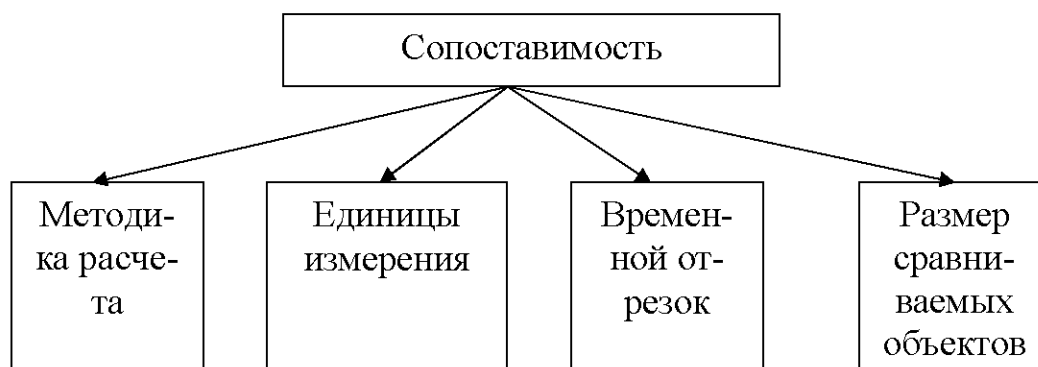 Сопоставимость
Методи-
ка расче-
та
Единицы
измерения
Времен-
ной от-
резок
Размер
сравни-
ваемых
объектов